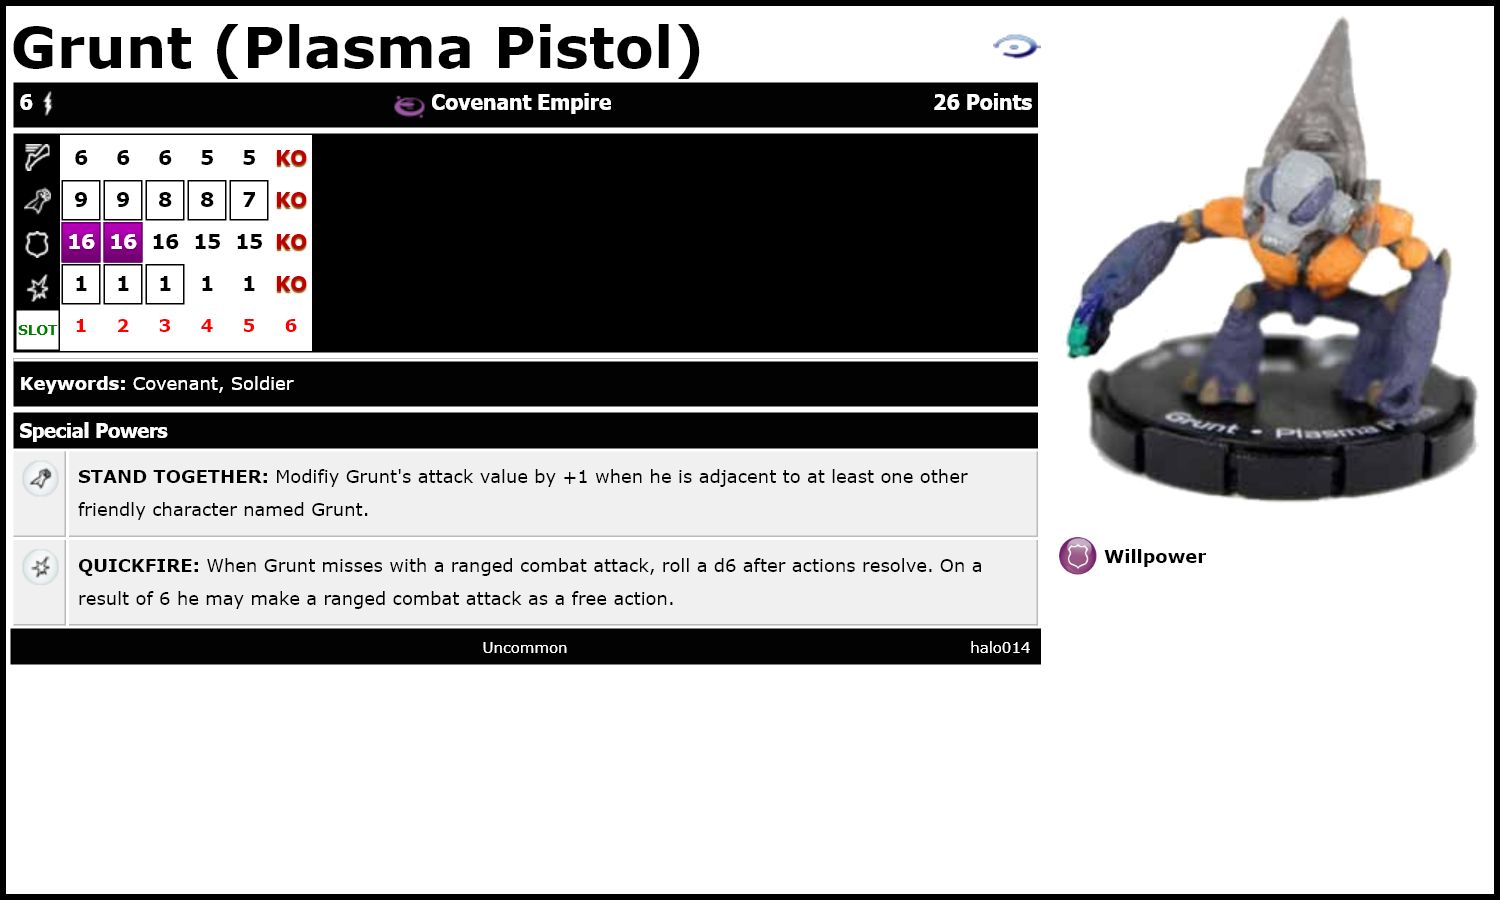 Grunt (Plasma Pistol)
6 Covenant Empire 26 Points
6 6 6 5 5 KO
9 9 8 8 7 KO
16 16 16 15 15 KO
1 1 1 1 1 KO
SLOT 1 2 3 4 5 6
Keywords: Covenant, Soldier
Special Powers
STAND TOGETHER: Modifiy Grunt's attack value by +1 when he is adjacent to at least one other
friendly character named Grunt.
QUICKFIRE: When Grunt misses with a ranged combat attack, roll a d6 after actions resolve. On a
result of 6 he may make a ranged combat attack as a free action.
Uncommon halo014
Grunt • Plasma
Willpower